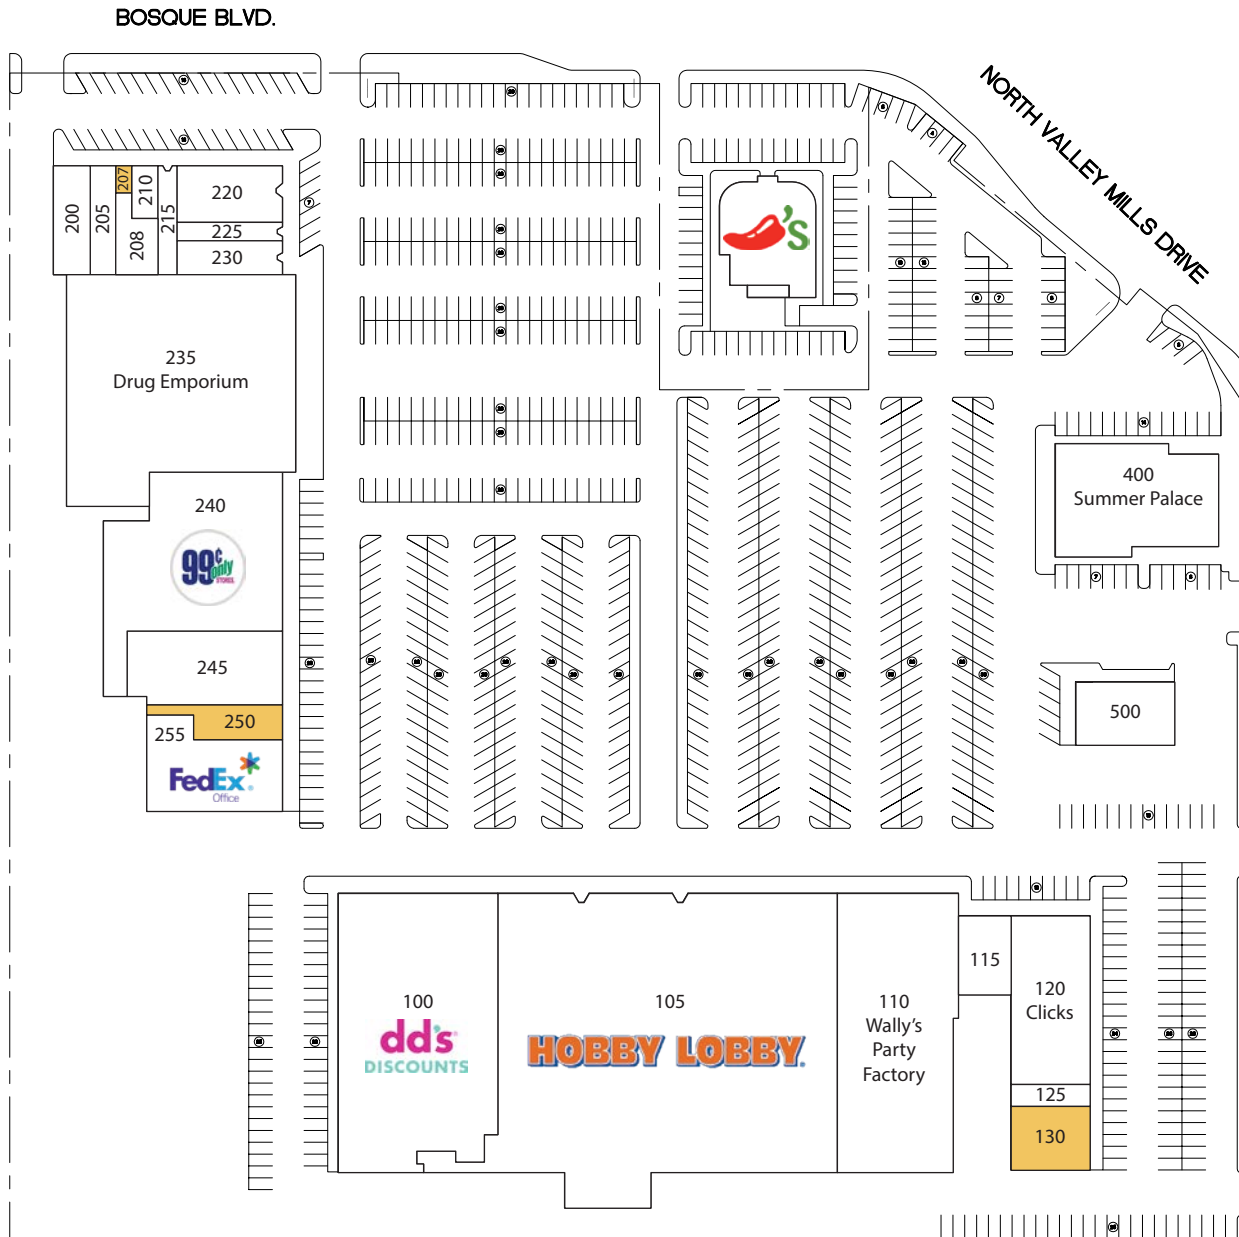 BOSQUE BLVD.
NORTH VALLEY MILLS DRIVE
200
205
207
208
210
215
220
225
230
235
Drug Emporium
240
99¢
only
STORES
245
250
255
FedEx
Office
's
400
Summer Palace
500
100
dd's
DISCOUNTS
105
HOBBY LOBBY
110
Wally's
Party
Factory
115
120
Clicks
125
130